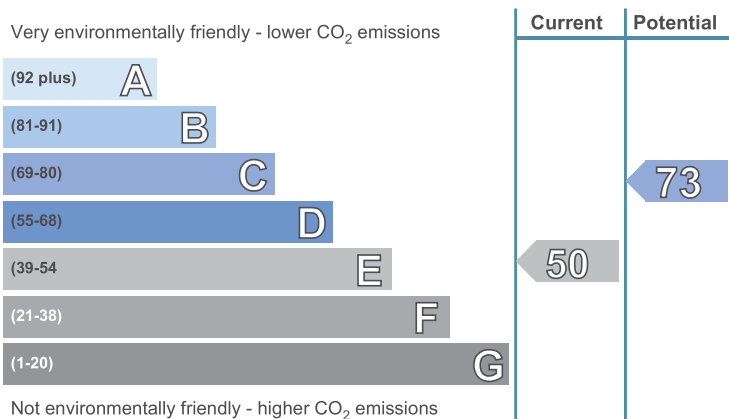 Current Potential
Very environmentally friendly - lower CO2 emissions
(92 plus) A
(81-91) B
(69-80) C
73
(55-68) D
(39-54 E
50
(21-38) F
(1-20) G
Not environmentally friendly - higher CO2 emissions